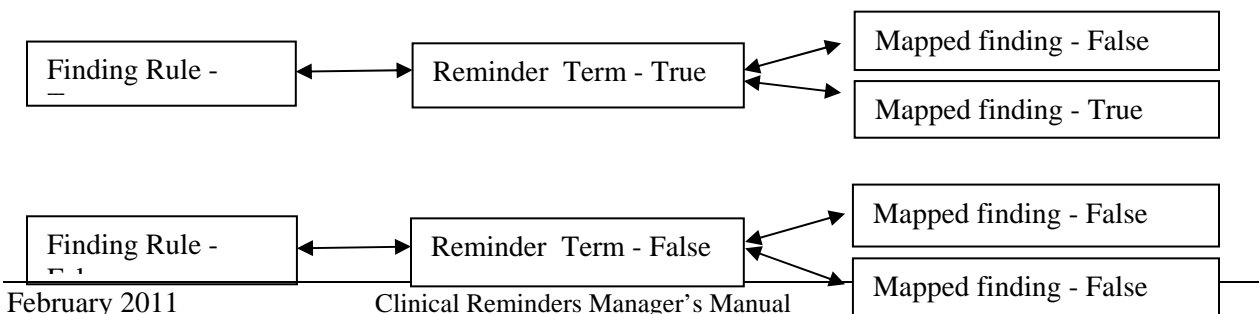 Finding Rule -
Reminder Term - True
Mapped finding - False
Mapped finding - True
Finding Rule -
Reminder Term - False
Mapped finding - False
Mapped finding - False
February 2011
Clinical Reminders Manager's Manual